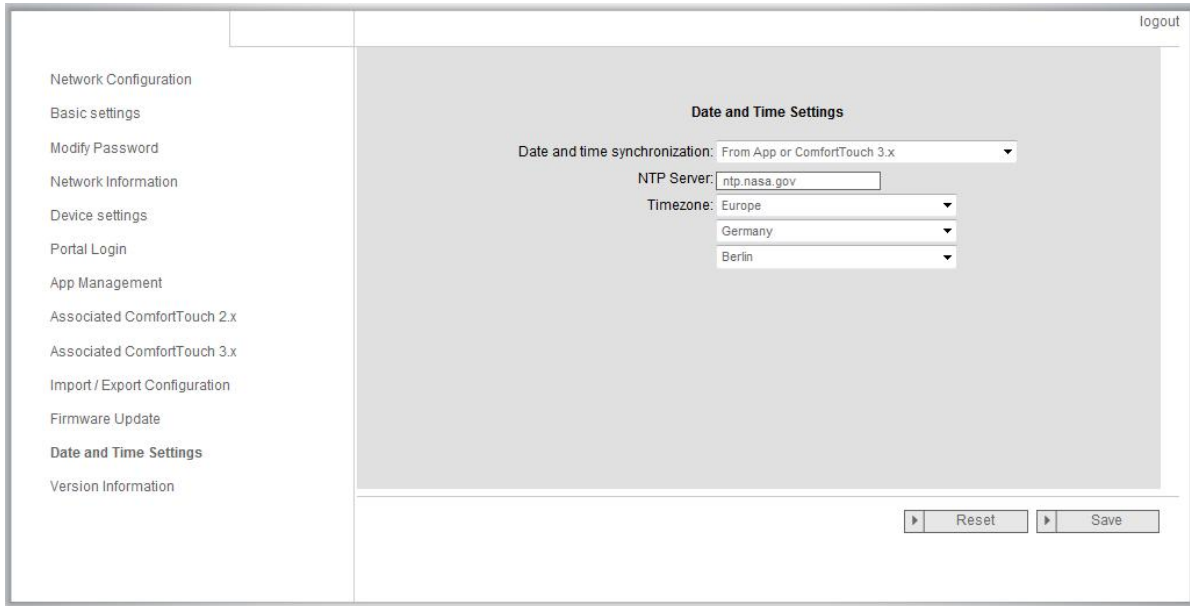 logout
Network Configuration
Basic settings
Modify Password
Network Information
Device settings
Portal Login
App Management
Associated ComfortTouch 2.x
Associated ComfortTouch 3.x
Import / Export Configuration
Firmware Update
Date and Time Settings
Version Information
Date and Time Settings
Date and time synchronization: From App or ComfortTouch 3.x
NTP Server: ntp.nasa.gov
Timezone: Europe
Germany
Berlin
Reset
Save